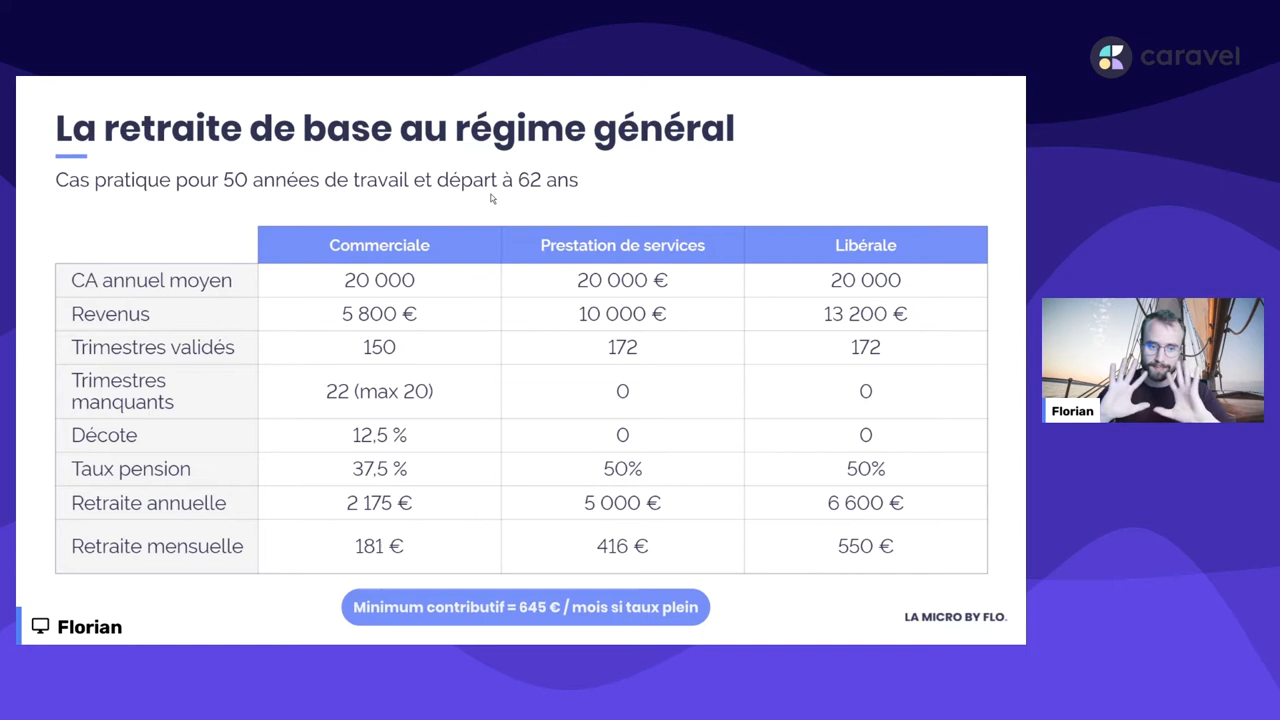 caravel
La retraite de base au régime général
Cas pratique pour 50 années de travail et départ à 62 ans
Commerciale Prestation de services Libérale
CA annuel moyen 20 000 20 000 € 20 000
Revenus 5 800 € 10 000 € 13 200 €
Trimestres validés 150 172 172
Trimestres
manquants 22 (max 20) 0 0
Décote 12,5 % 0 0
Taux pension 37,5 % 50% 50%
Retraite annuelle 2 175 € 5 000 € 6 600 €
Retraite mensuelle 181 € 416 € 550 €
Minimum contributif = 645 € / mois si taux plein
LA MICRO BY FLO.
Florian
Florian